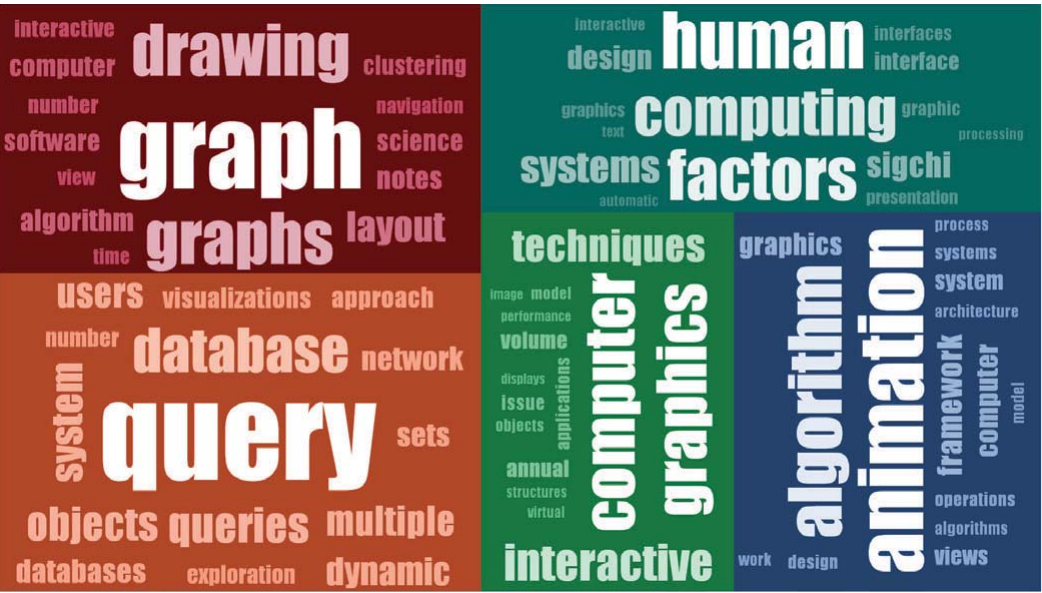 interactive
drawing
computer
clustering
number
navigation
software
graph
science
view
notes
algorithm
graphs
layout
time
interactive
human
interfaces
design
interface
graphics
computing
graphic
text
processing
systems
factors
sigchi
automatic
presentation
users
visualizations
approach
number
database
network
system
query
sets
objects
queries
multiple
databases
exploration
dynamic
techniques
image
model
performance
volume
computer
graphics
displays
applications
issue
objects
annual
structures
virtual
interactive
graphics
algorithm
animation
process
systems
system
architecture
framework
computer
model
operations
algorithms
work
design
views